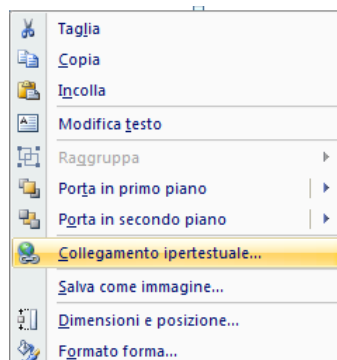 Taglia
Copia
Incolla
Modifica testo
Raggruppa
Porta in primo piano
Porta in secondo piano
Collegamento ipertestuale...
Salva come immagine...
Dimensioni e posizione...
Formato forma...